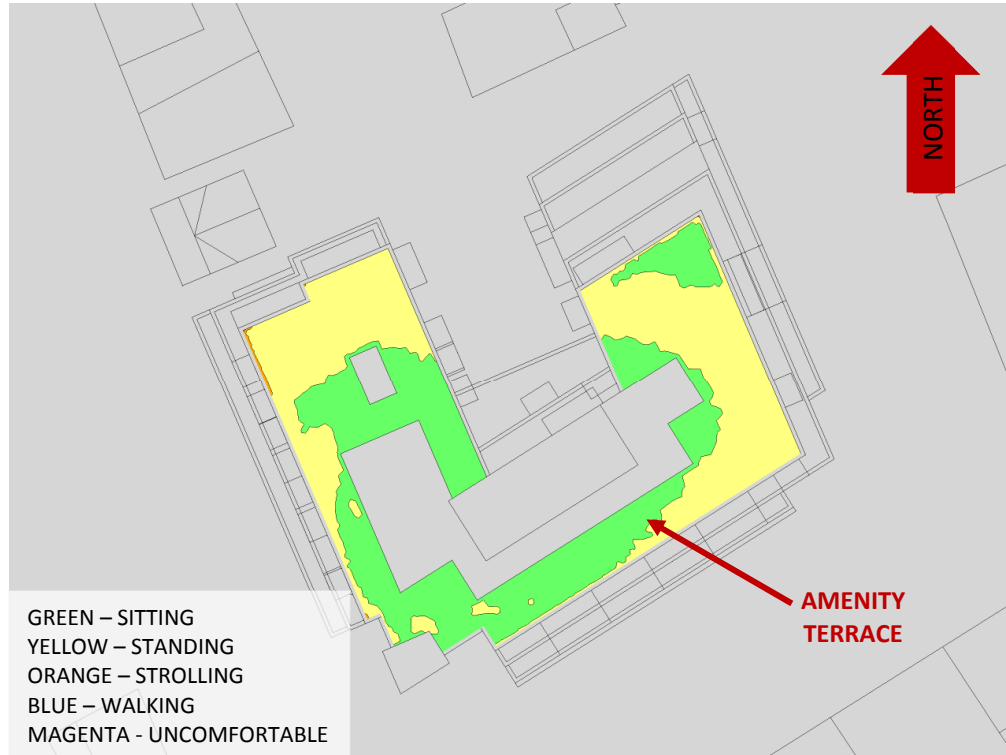 NORTH
AMENITY
TERRACE
GREEN – SITTING
YELLOW – STANDING
ORANGE – STROLLING
BLUE – WALKING
MAGENTA - UNCOMFORTABLE